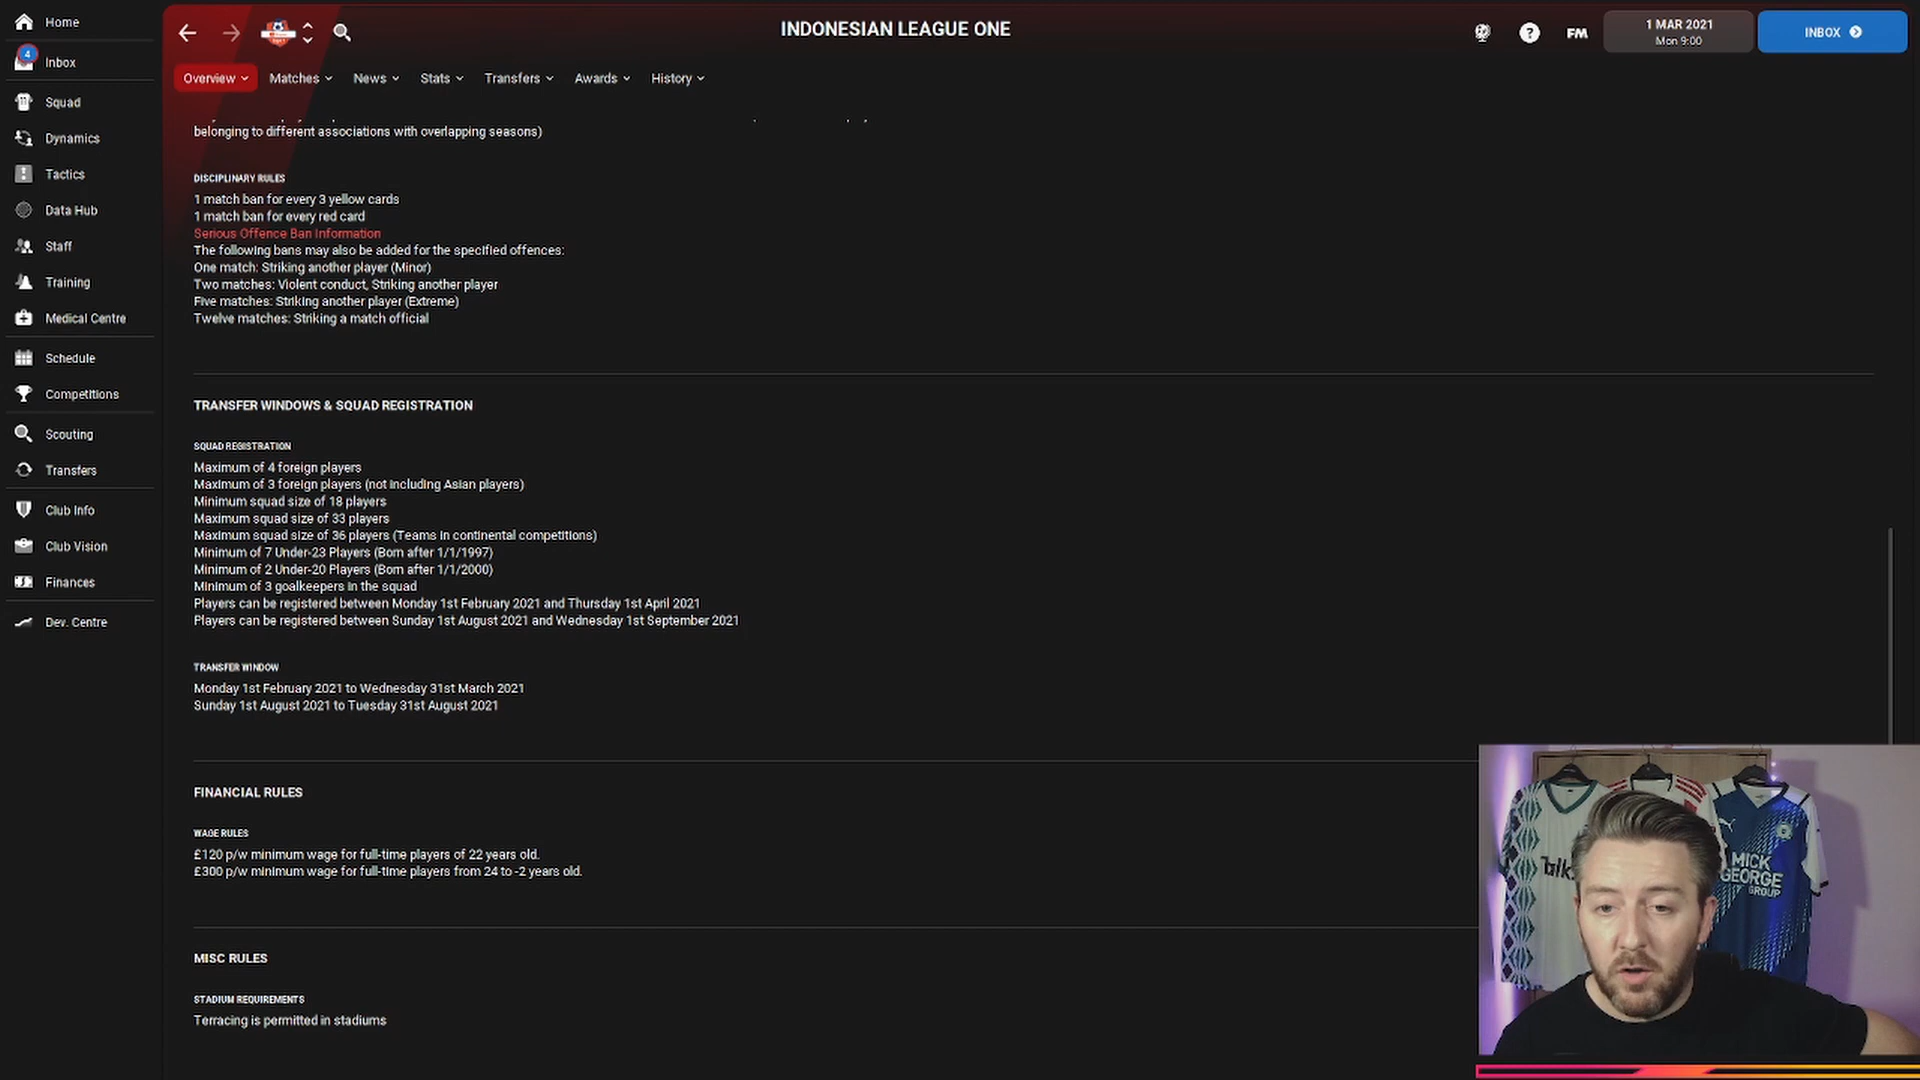 Home
INDONESIAN LEAGUE ONE
FM
1 MAR 2021
Mon 9:00
INBOX
4
Inbox
Overview
Matches
News
Stats
Transfers
Awards
History
Squad
Dynamics
Tactics
Data Hub
Staff
Training
Medical Centre
Schedule
Competitions
Scouting
Transfers
Club Info
Club Vision
Finances
Dev. Centre
belonging to different associations with overlapping seasons)
DISCIPLINARY RULES
1 match ban for every 3 yellow cards
1 match ban for every red card
Serious Offence Ban Information
The following bans may also be added for the specified offences:
One match: Striking another player (Minor)
Two matches: Violent conduct, Striking another player
Five matches: Striking another player (Extreme)
Twelve matches: Striking a match official
TRANSFER WINDOWS & SQUAD REGISTRATION
SQUAD REGISTRATION
Maximum of 4 foreign players
Maximum of 3 foreign players (not including Asian players)
Minimum squad size of 18 players
Maximum squad size of 33 players
Maximum squad size of 36 players (Teams in continental competitions)
Minimum of 7 Under-23 Players (Born after 1/1/1997)
Minimum of 2 Under-20 Players (Born after 1/1/2000)
Minimum of 3 goalkeepers in the squad
Players can be registered between Monday 1st February 2021 and Thursday 1st April 2021
Players can be registered between Sunday 1st August 2021 and Wednesday 1st September 2021
TRANSFER WINDOW
Monday 1st February 2021 to Wednesday 31st March 2021
Sunday 1st August 2021 to Tuesday 31st August 2021
FINANCIAL RULES
WAGE RULES
£120 p/w minimum wage for full-time players of 22 years old.
£300 p/w minimum wage for full-time players from 24 to -2 years old.
MISC RULES
STADIUM REQUIREMENTS
Terracing is permitted in stadiums
MICK
GEORGE
GROUP